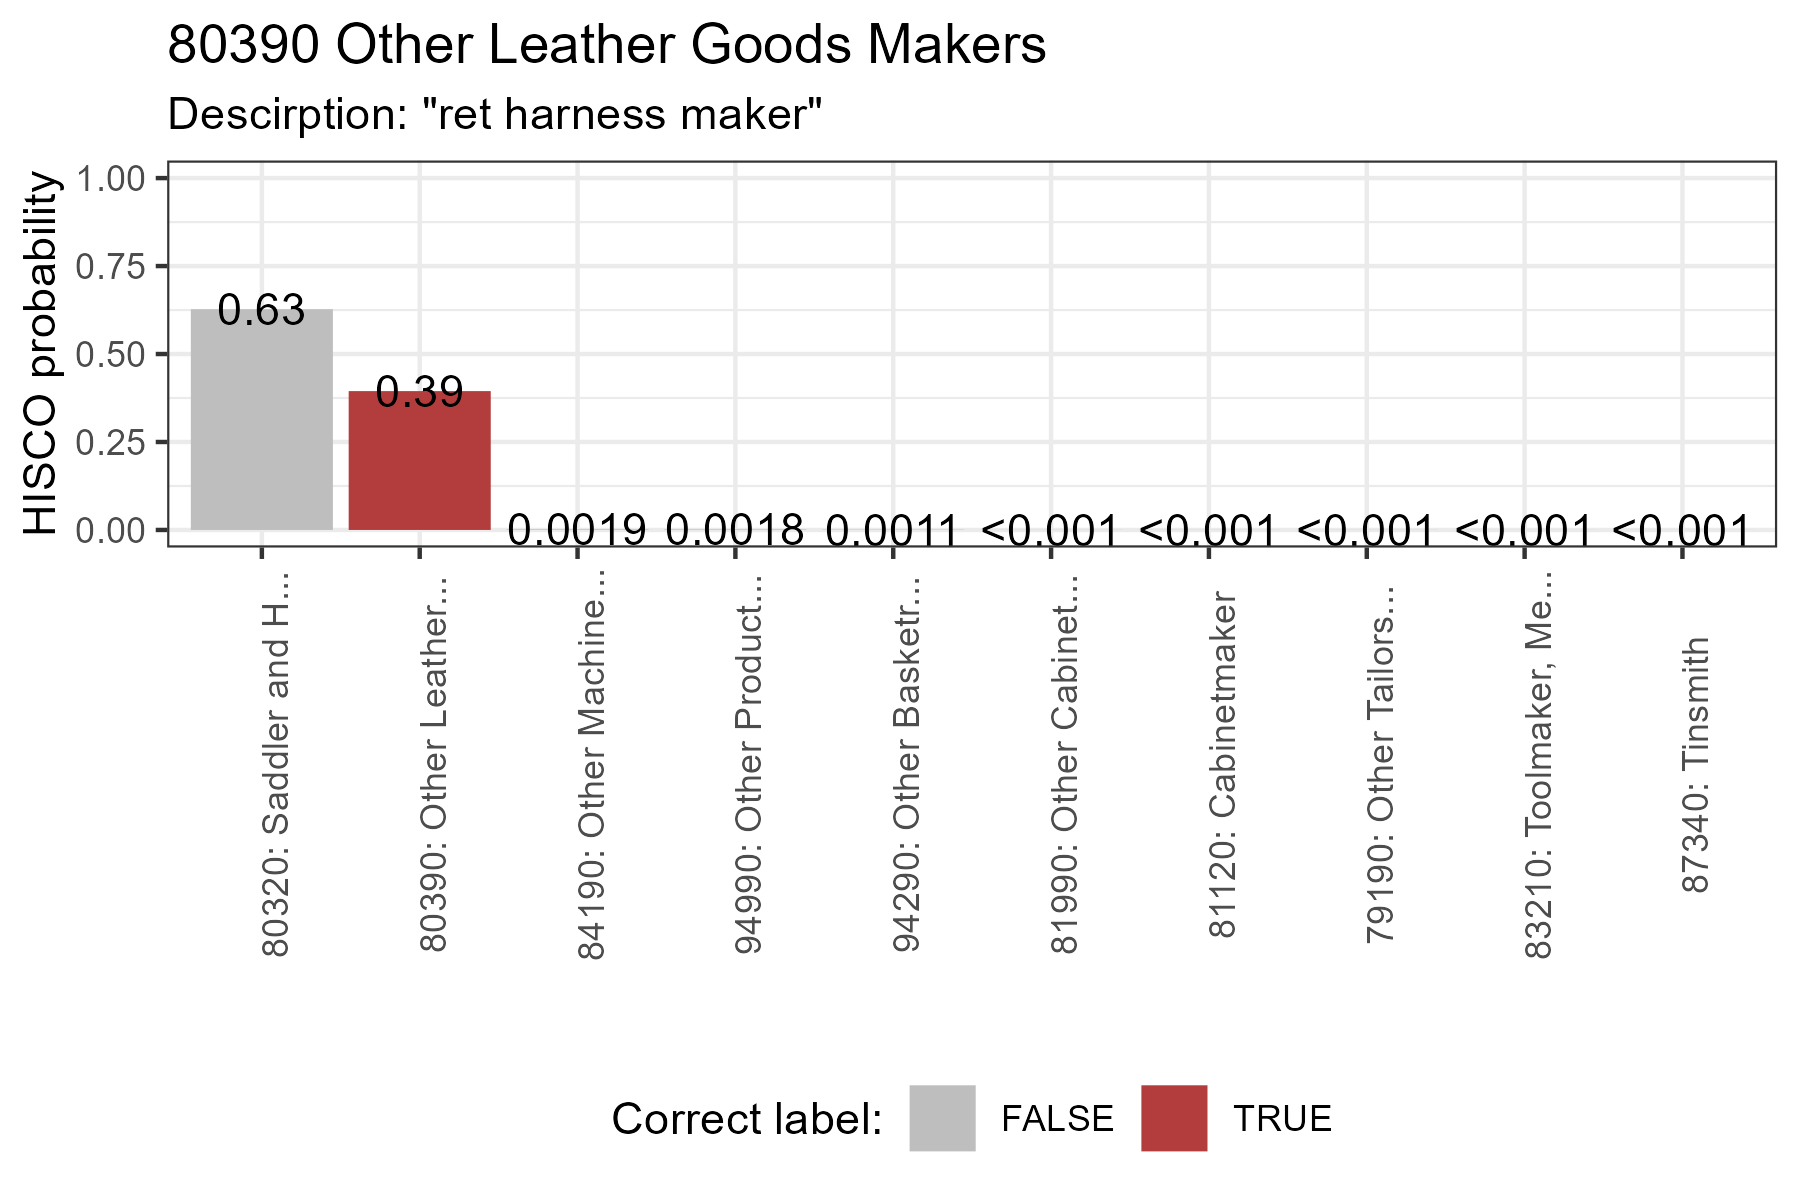 80390 Other Leather Goods Makers
Descirption: "ret harness maker"
HISCO probability
1.00
0.75
0.50
0.25
0.00
0.63
0.39
0.0019
0.0018
0.0011
<0.001
<0.001
<0.001
<0.001
<0.001
80320: Saddler and H...
80390: Other Leather...
84190: Other Machine...
94990: Other Product...
94290: Other Basketr...
81990: Other Cabinet...
81120: Cabinetmaker
79190: Other Tailors...
83210: Toolmaker, Me...
87340: Tinsmith
Correct label: FALSE TRUE